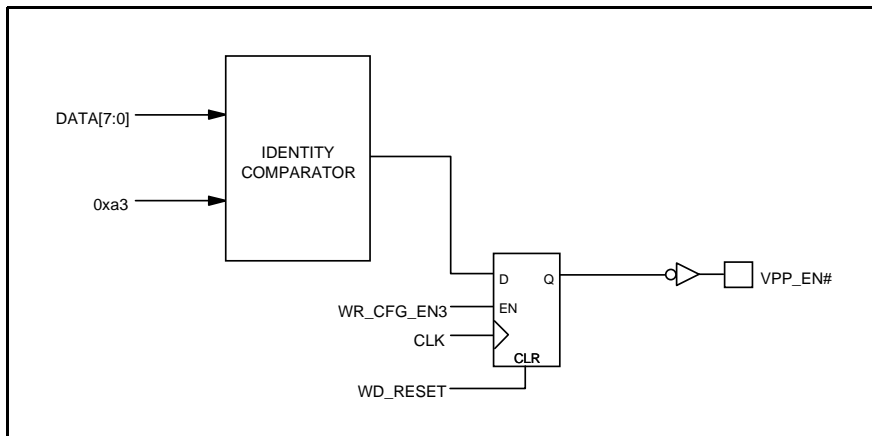 DATA[7:0]
IDENTITY
COMPARATOR
0xa3
D
Q
VPP_EN#
WR_CFG_EN3
EN
CLK
CLR
WD_RESET